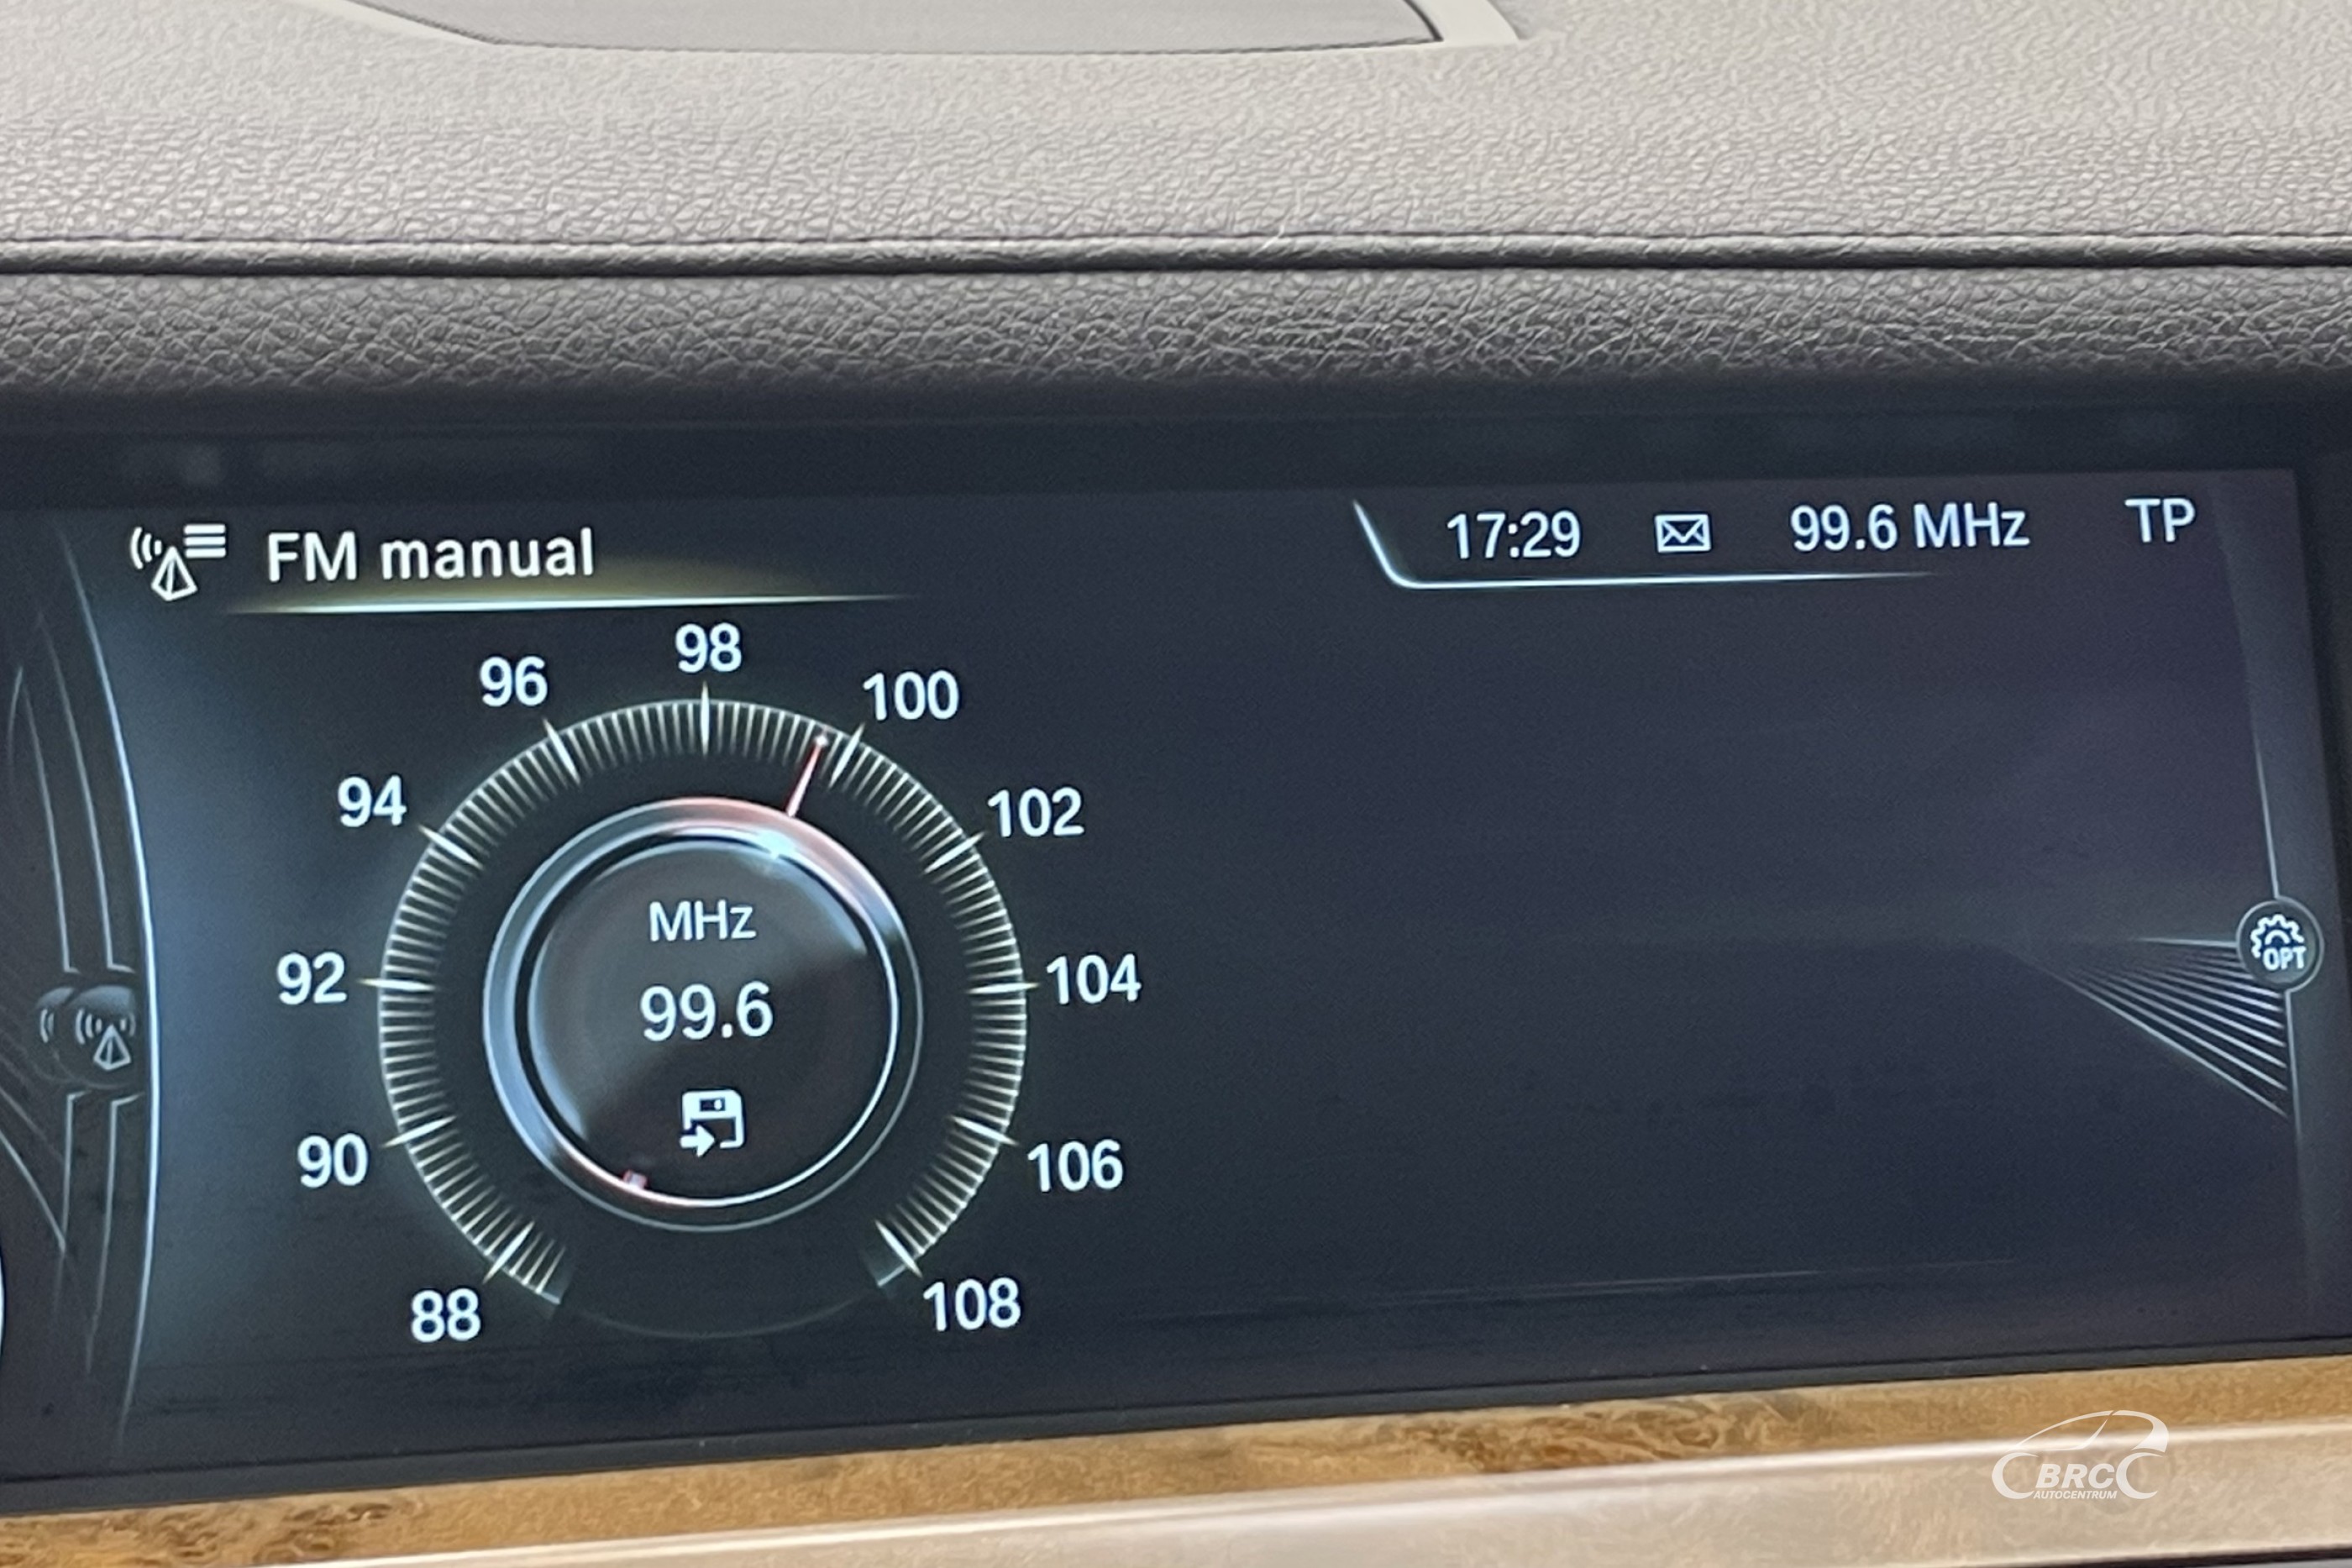 FM manual
17:29 99.6 MHz TP
98
96
100
94
102
MHz
92
99.6
104
OPT
90
106
88
108
BRC
AUTOCENTRUM